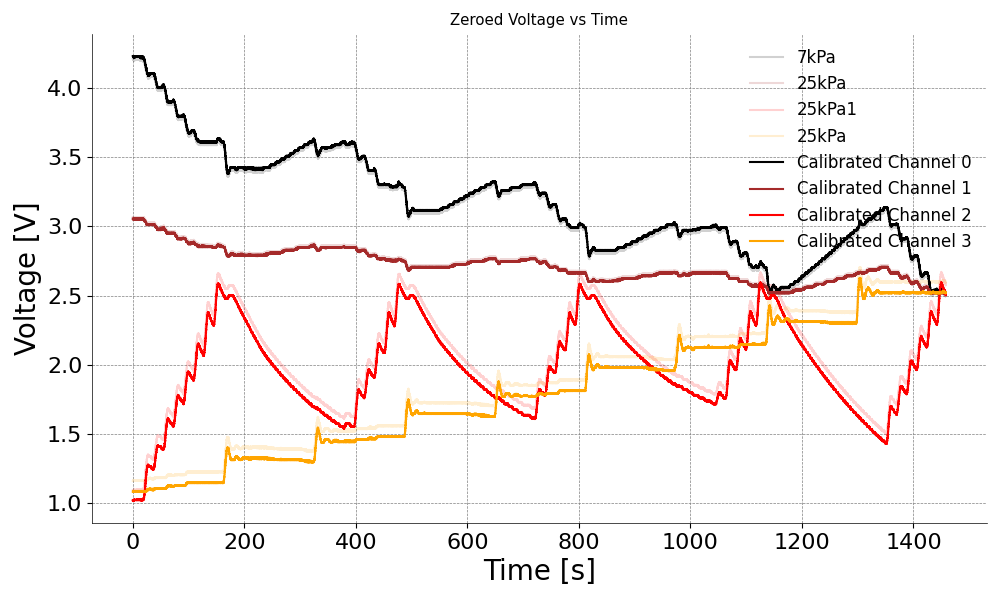 Zeroed Voltage vs Time
7kPa
25kPa
25kPa1
25kPa
Calibrated Channel 0
Calibrated Channel 1
Calibrated Channel 2
Calibrated Channel 3
4.0
3.5
3.0
2.5
2.0
1.5
1.0
Voltage [V]
0 200 400 600 800 1000 1200 1400
Time [s]